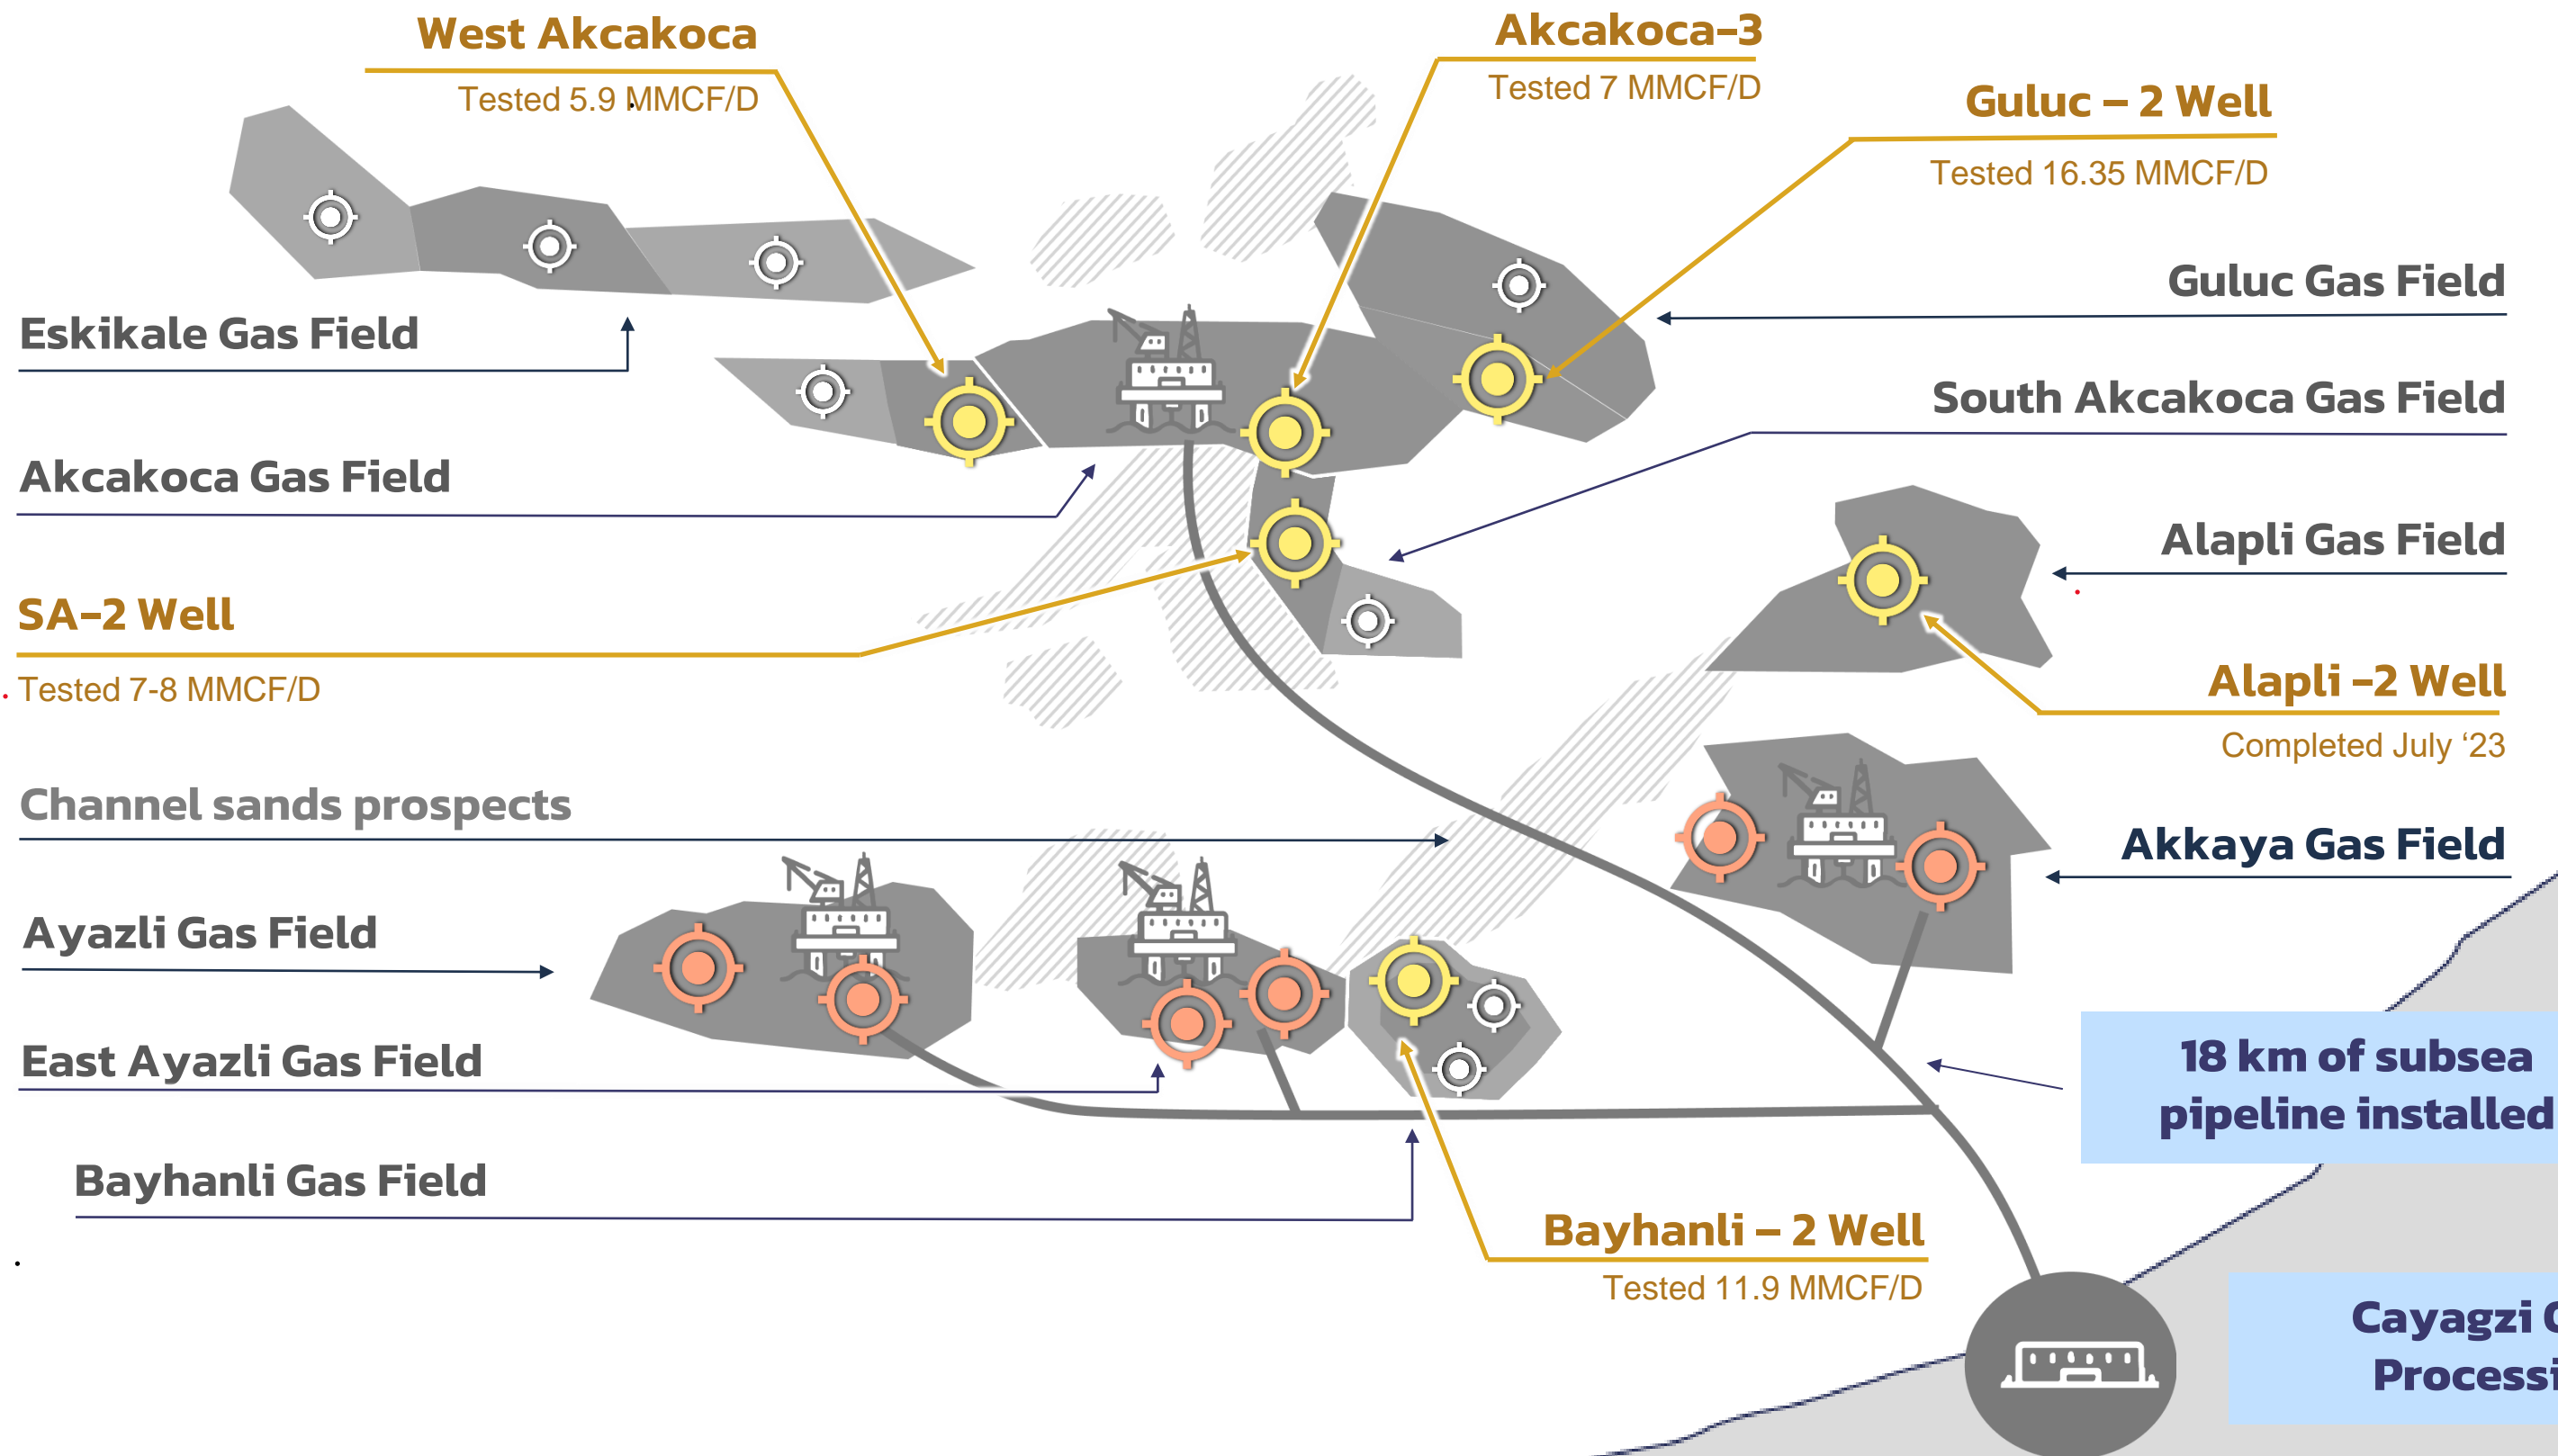 West Akcakoca
Tested 5.9 MMCF/D
Akcakoca-3
Tested 7 MMCF/D
Guluc – 2 Well
Tested 16.35 MMCF/D
Guluc Gas Field
Eskikale Gas Field
South Akcakoca Gas Field
Akcakoca Gas Field
Alapli Gas Field
SA-2 Well
Tested 7-8 MMCF/D
Alapli -2 Well
Completed July ‘23
Channel sands prospects
Akkaya Gas Field
Ayazli Gas Field
East Ayazli Gas Field
18 km of subsea
pipeline installed
Bayhanli Gas Field
Bayhanli – 2 Well
Tested 11.9 MMCF/D
Cayagzi